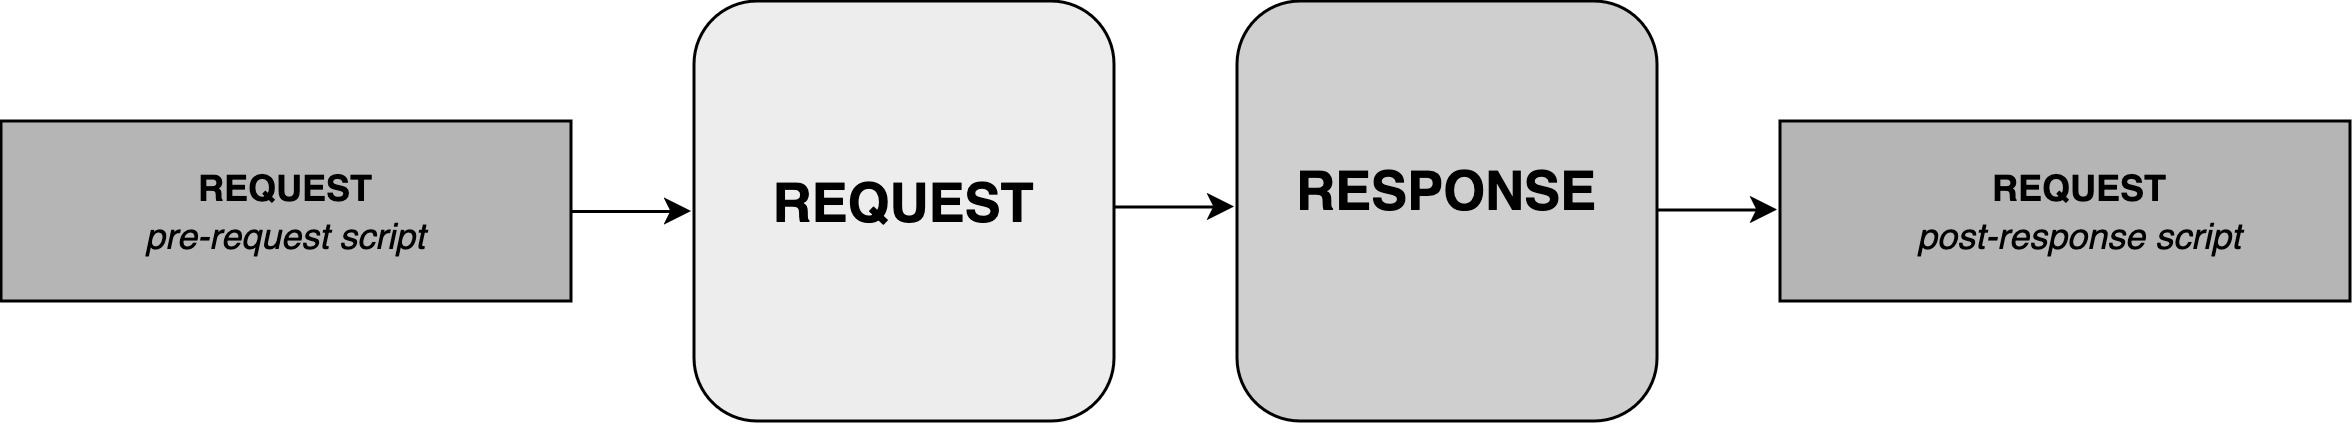 REQUEST
pre-request script
REQUEST
RESPONSE
REQUEST
post-response script